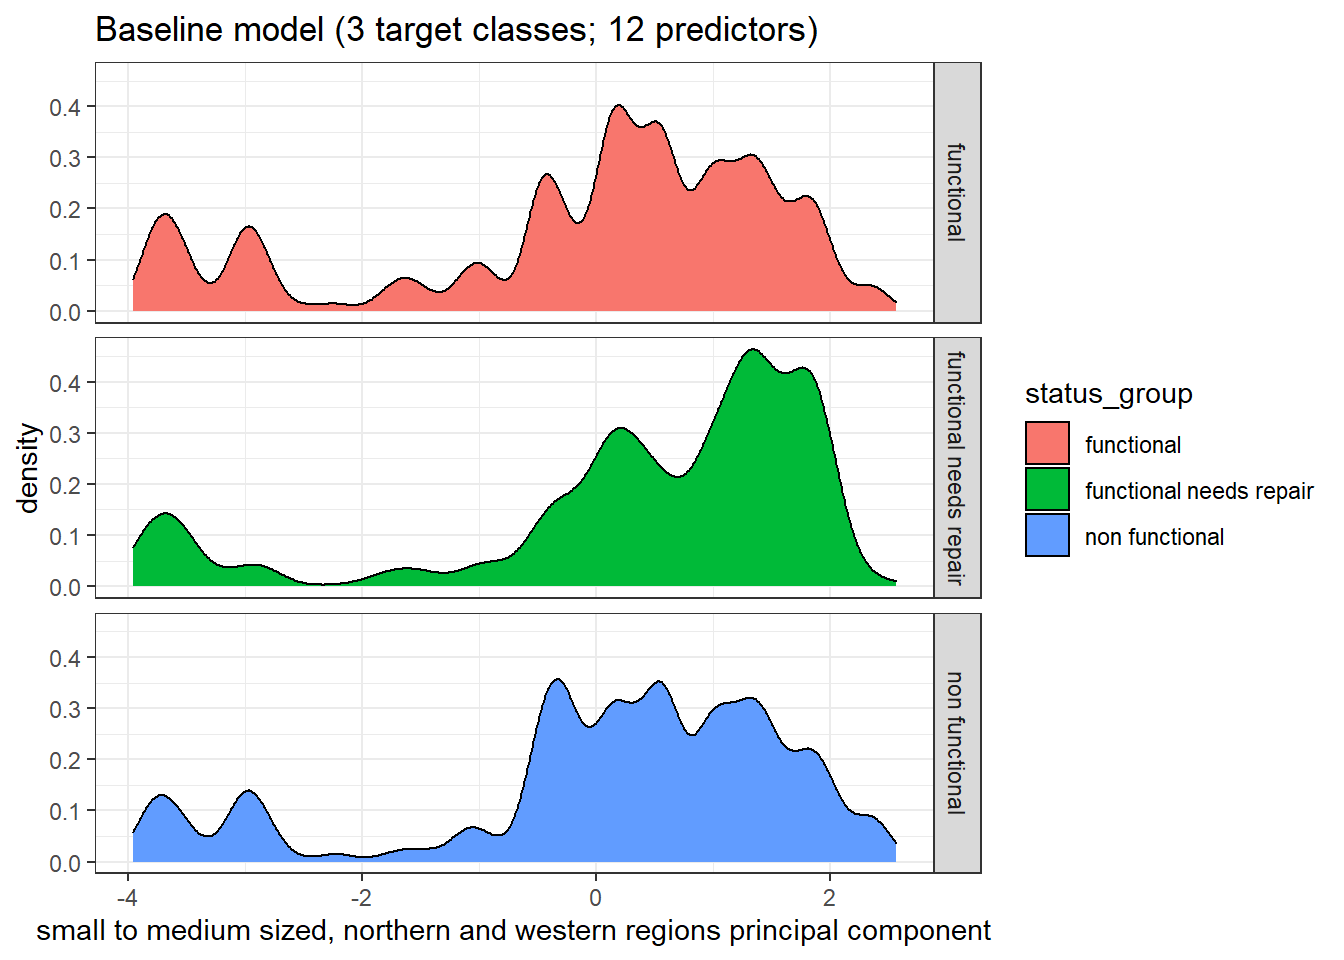 Baseline model (3 target classes; 12 predictors)
0.4
0.3
0.2
0.1
0.0
functional
0.4
0.3
0.2
0.1
0.0
functional needs repair
0.4
0.3
0.2
0.1
0.0
non functional
density
-4
-2
0
2
small to medium sized, northern and western regions principal component
status_group
functional
functional needs repair
non functional